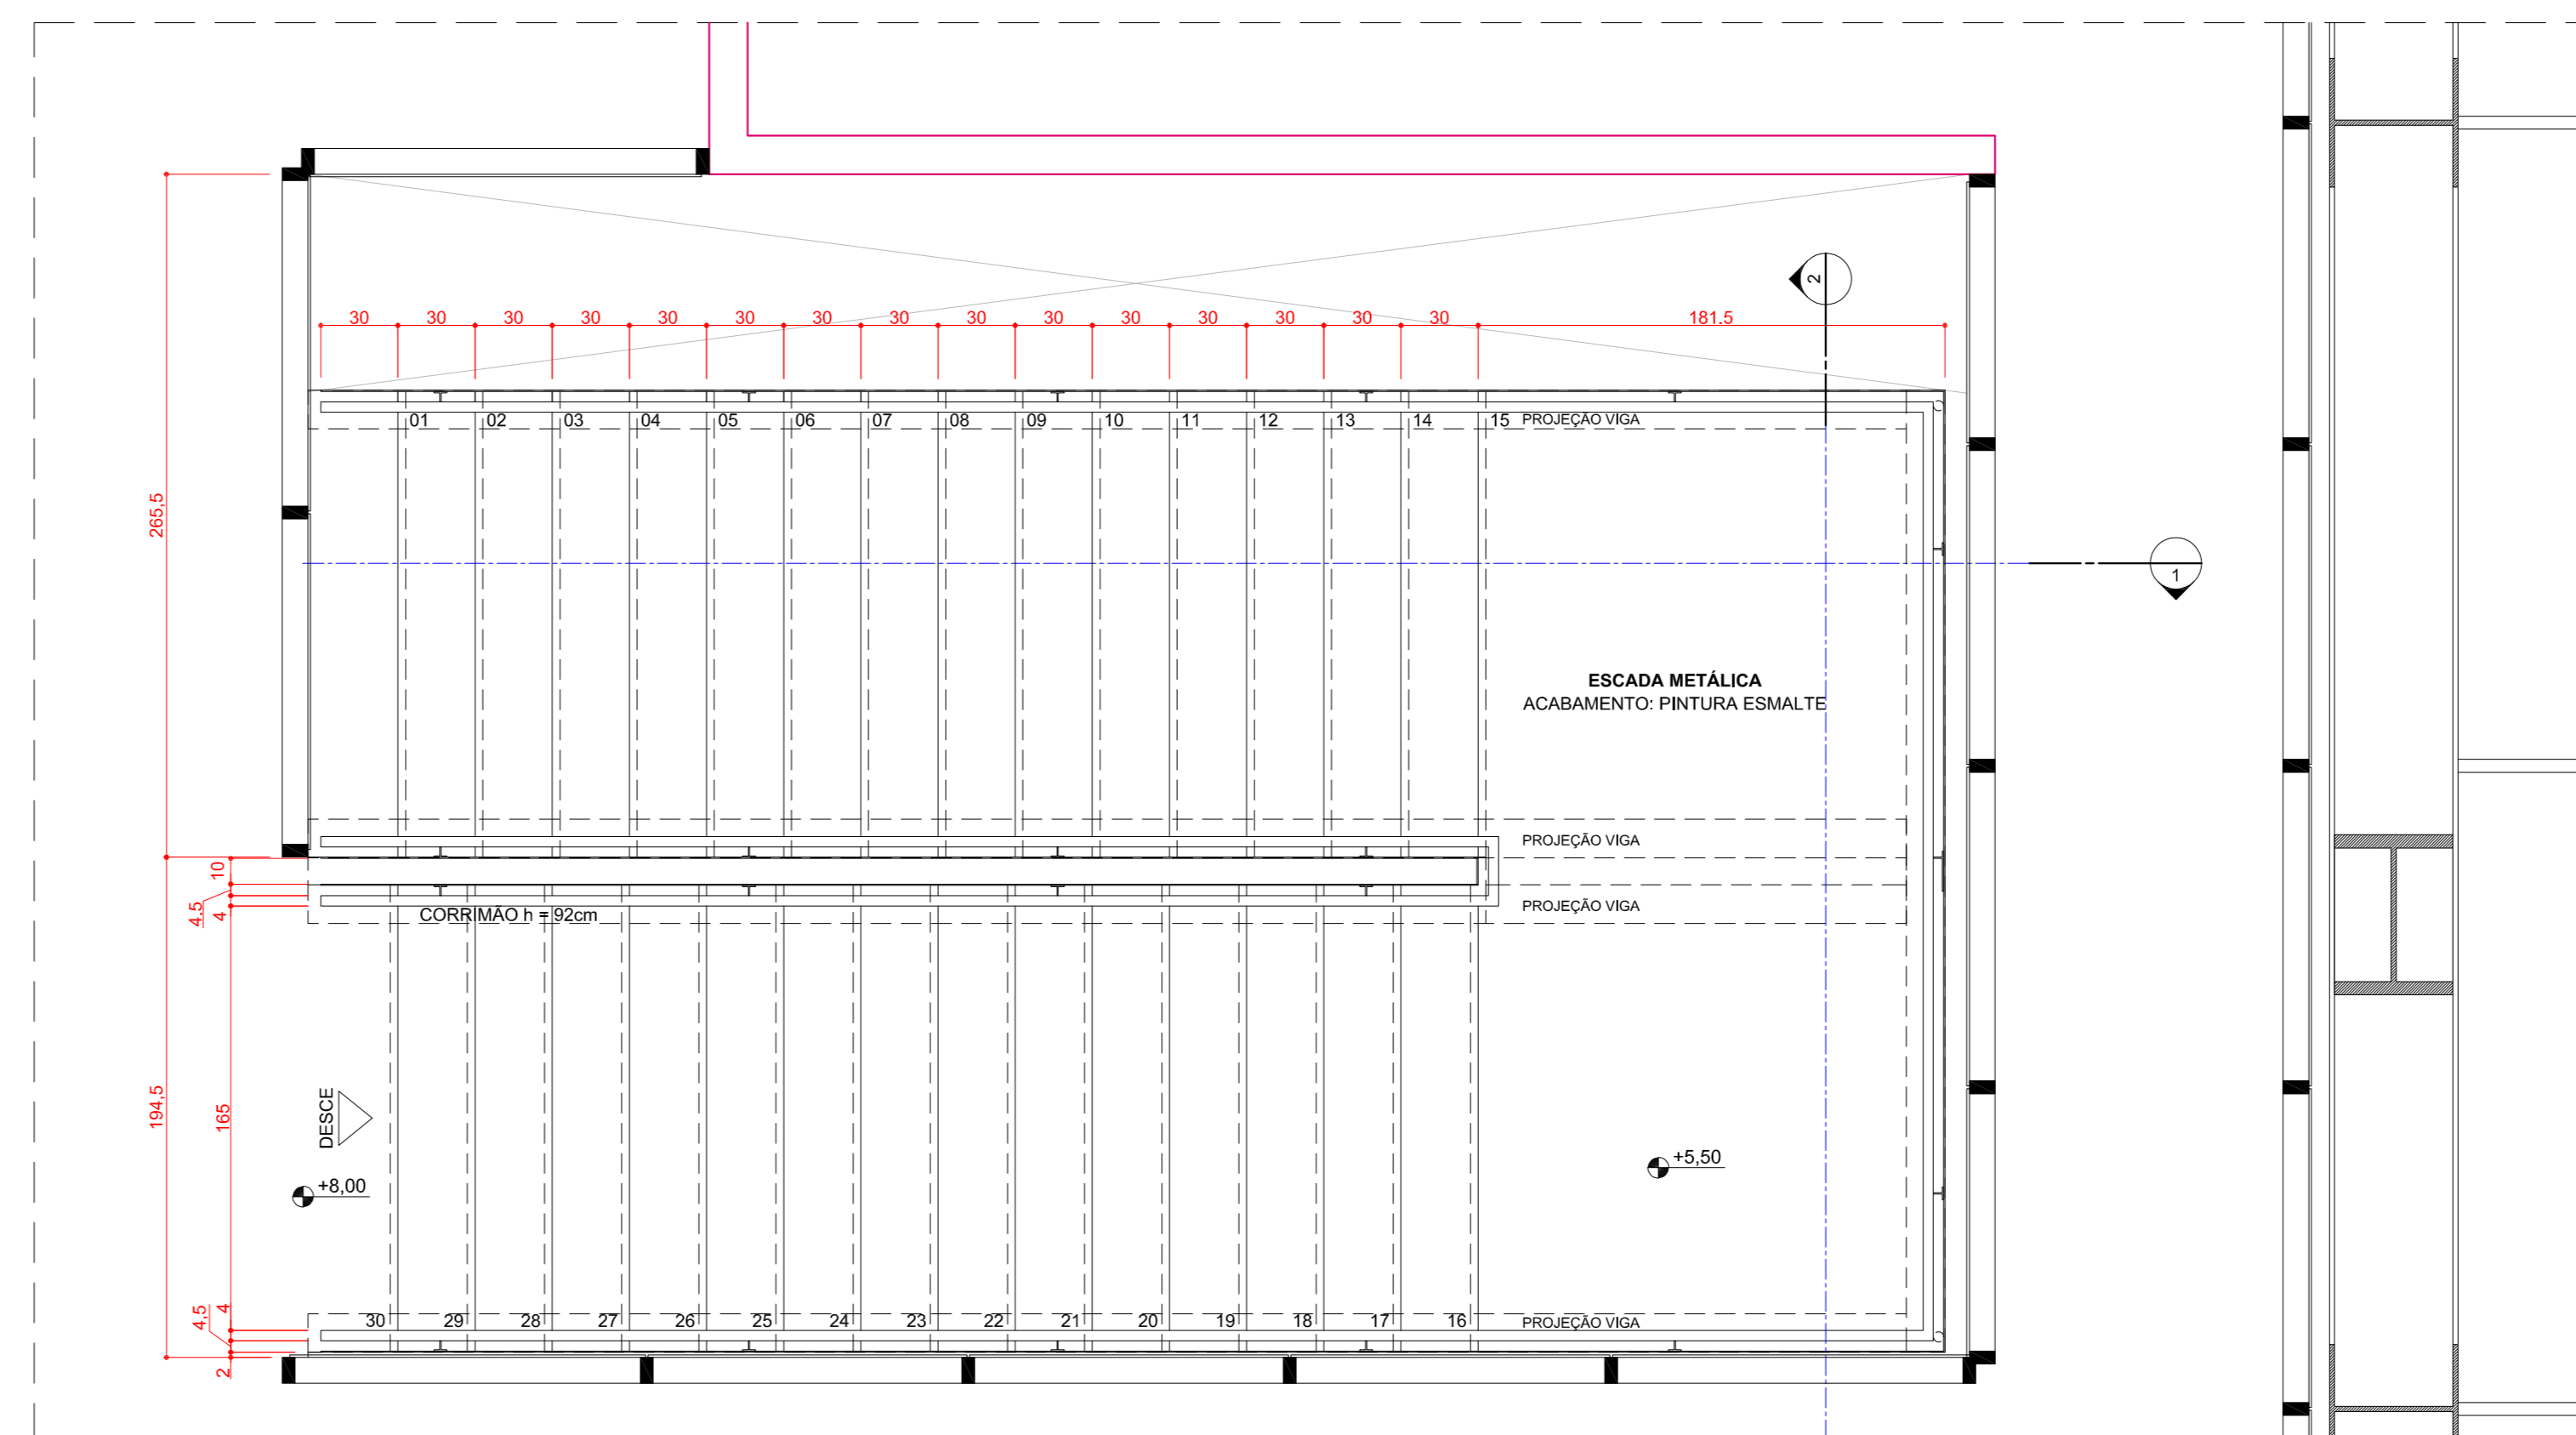 2
30 30 30 30 30 30 30 30 30 30 30 30 30 30 30 181.5
01 02 03 04 05 06 07 08 09 10 11 12 13 14 15 PROJEÇÃO VIGA
265,5
1
ESCADA METÁLICA
ACABAMENTO: PINTURA ESMALTE
PROJEÇÃO VIGA
10
4.5
4
CORRIMÃO h = 92cm
PROJEÇÃO VIGA
194,5
165
DESCE
+5,50
+8,00
4,5
4
30 29 28 27 26 25 24 23 22 21 20 19 18 17 16 PROJEÇÃO VIGA
2